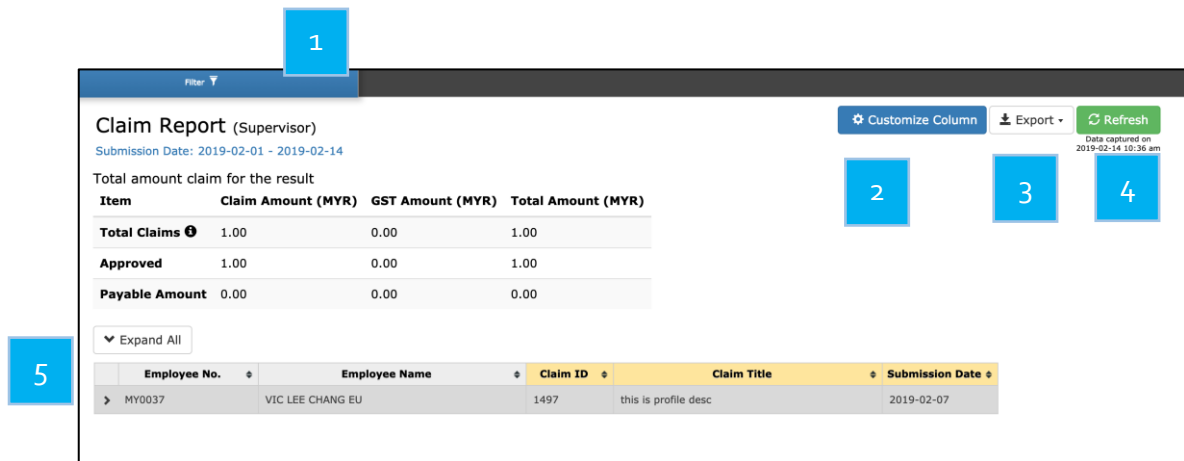 1
Filter
Claim Report (Supervisor)
Customize Column
Export
Refresh
Submission Date: 2019-02-01 - 2019-02-14
Data captured on
2019-02-14 10:36 am
Total amount claim for the result
2
3
4
Item Claim Amount (MYR) GST Amount (MYR) Total Amount (MYR)
Total Claims 1.00 0.00 1.00
Approved 1.00 0.00 1.00
Payable Amount 0.00 0.00 0.00
Expand All
5
Employee No. Employee Name Claim ID Claim Title Submission Date
MY0037 VIC LEE CHANG EU 1497 this is profile desc 2019-02-07